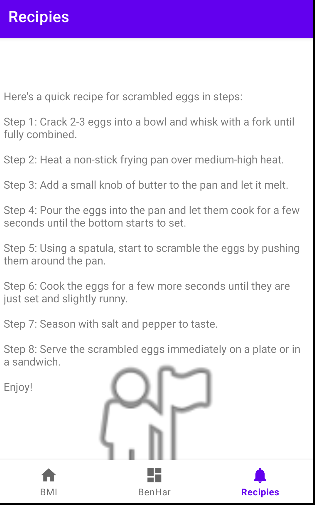 Recipies
Here's a quick recipe for scrambled eggs in steps:
Step 1: Crack 2-3 eggs into a bowl and whisk with a fork until
fully combined.
Step 2: Heat a non-stick frying pan over medium-high heat.
Step 3: Add a small knob of butter to the pan and let it melt.
Step 4: Pour the eggs into the pan and let them cook for a few
seconds until the bottom starts to set.
Step 5: Using a spatula, start to scramble the eggs by pushing
them around the pan.
Step 6: Cook the eggs for a few more seconds until they are
just set and slightly runny.
Step 7: Season with salt and pepper to taste.
Step 8: Serve the scrambled eggs immediately on a plate or in
a sandwich.
Enjoy!
BMI
BenHar
Recipies